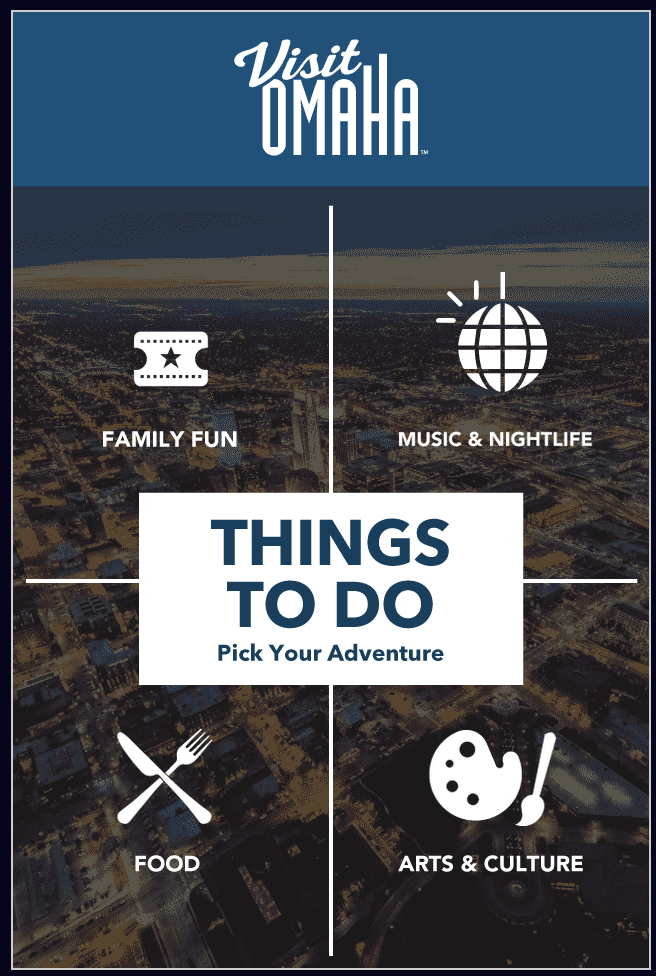 Visit
OMAHA™
FAMILY FUN
MUSIC & NIGHTLIFE
THINGS
TO DO
Pick Your Adventure
FOOD
ARTS & CULTURE